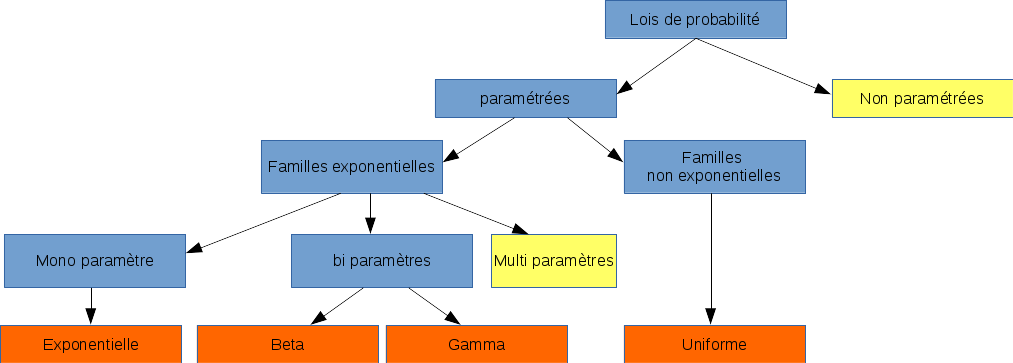 Lois de probabilité
paramétrées
Non paramétrées
Familles exponentielles
Familles
non exponentielles
Mono paramètre
bi paramètres
Multi paramètres
Exponentielle
Beta
Gamma
Uniforme